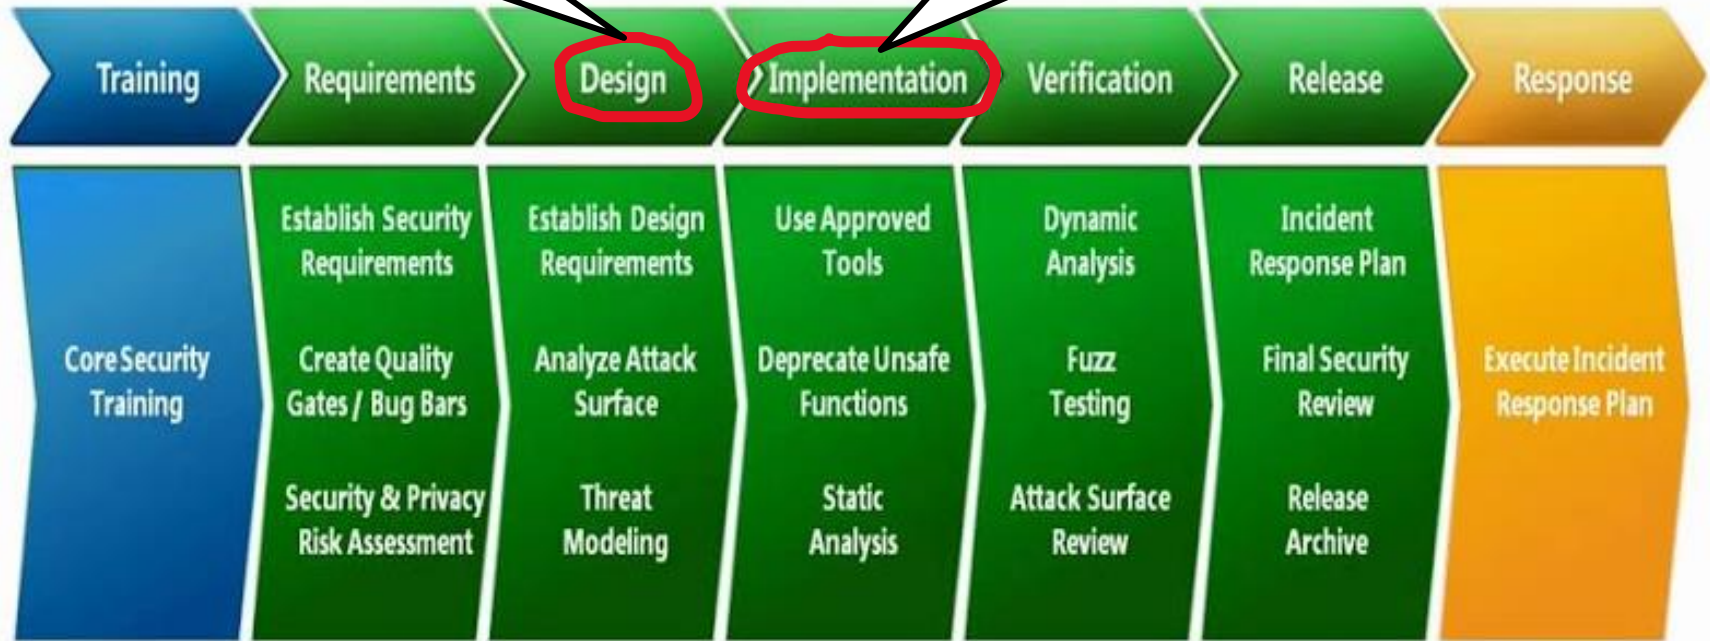 Training
Requirements
Design
Implementation
Verification
Release
Response
Core Security
Training
Establish Security
Requirements
Create Quality
Gates / Bug Bars
Security & Privacy
Risk Assessment
Establish Design
Requirements
Analyze Attack
Surface
Threat
Modeling
Use Approved
Tools
Deprecate Unsafe
Functions
Static
Analysis
Dynamic
Analysis
Fuzz
Testing
Attack Surface
Review
Incident
Response Plan
Final Security
Review
Release
Archive
Execute Incident
Response Plan